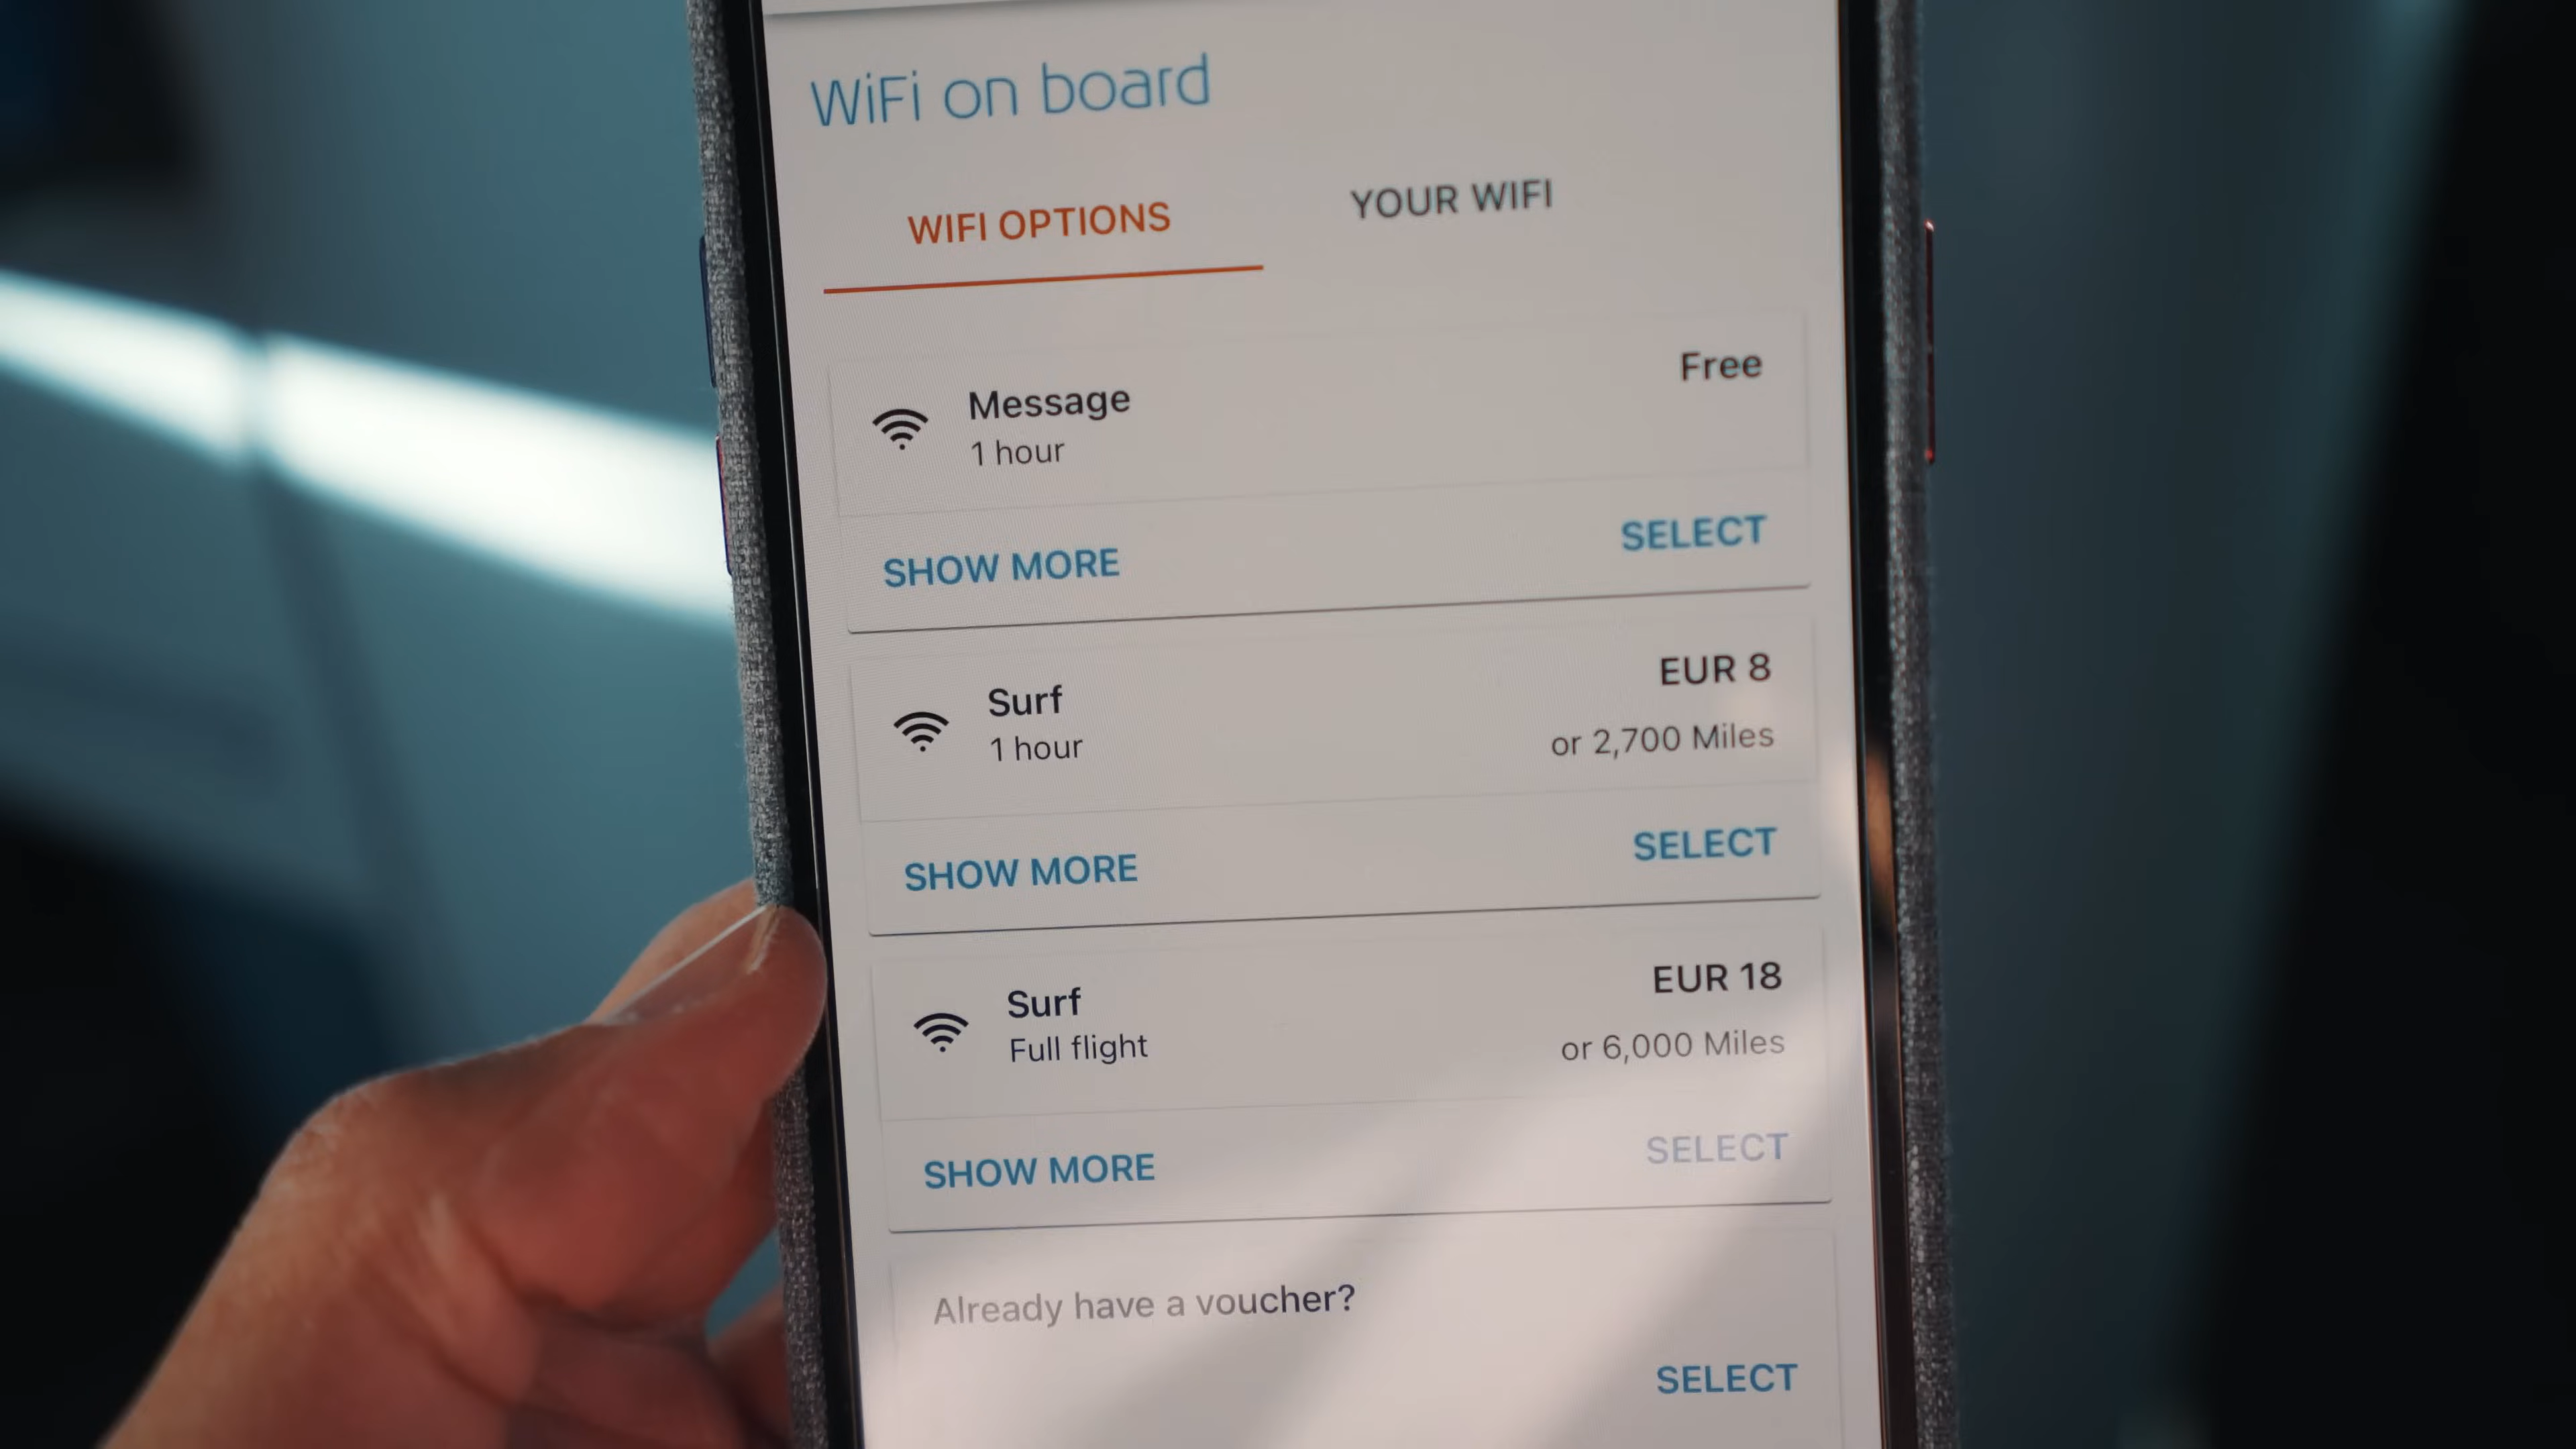 WiFi on board
WIFI OPTIONS
YOUR WIFI
Message
Free
1 hour
SHOW MORE
SELECT
Surf
EUR 8
1 hour
or 2,700 Miles
SHOW MORE
SELECT
Surf
EUR 18
Full flight
or 6,000 Miles
SHOW MORE
SELECT
Already have a voucher?
SELECT